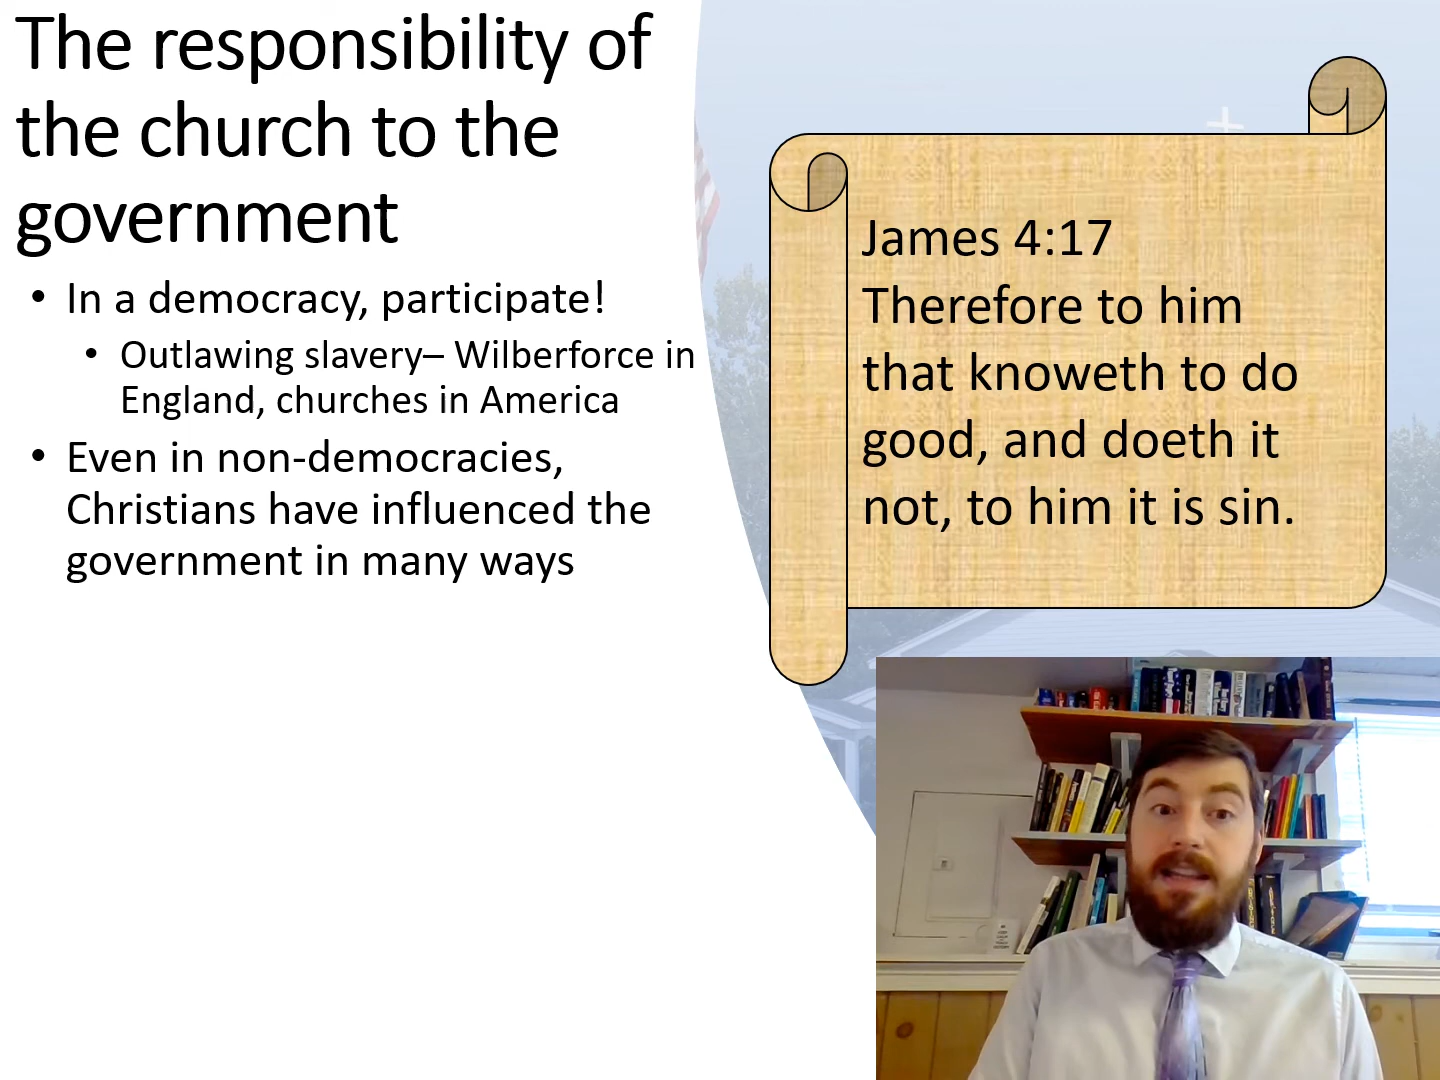 The responsibility of
the church to the
government
• In a democracy, participate!
• Outlawing slavery– Wilberforce in
England, churches in America
• Even in non-democracies,
Christians have influenced the
government in many ways
James 4:17
Therefore to him
that knoweth to do
good, and doeth it
not, to him it is sin.